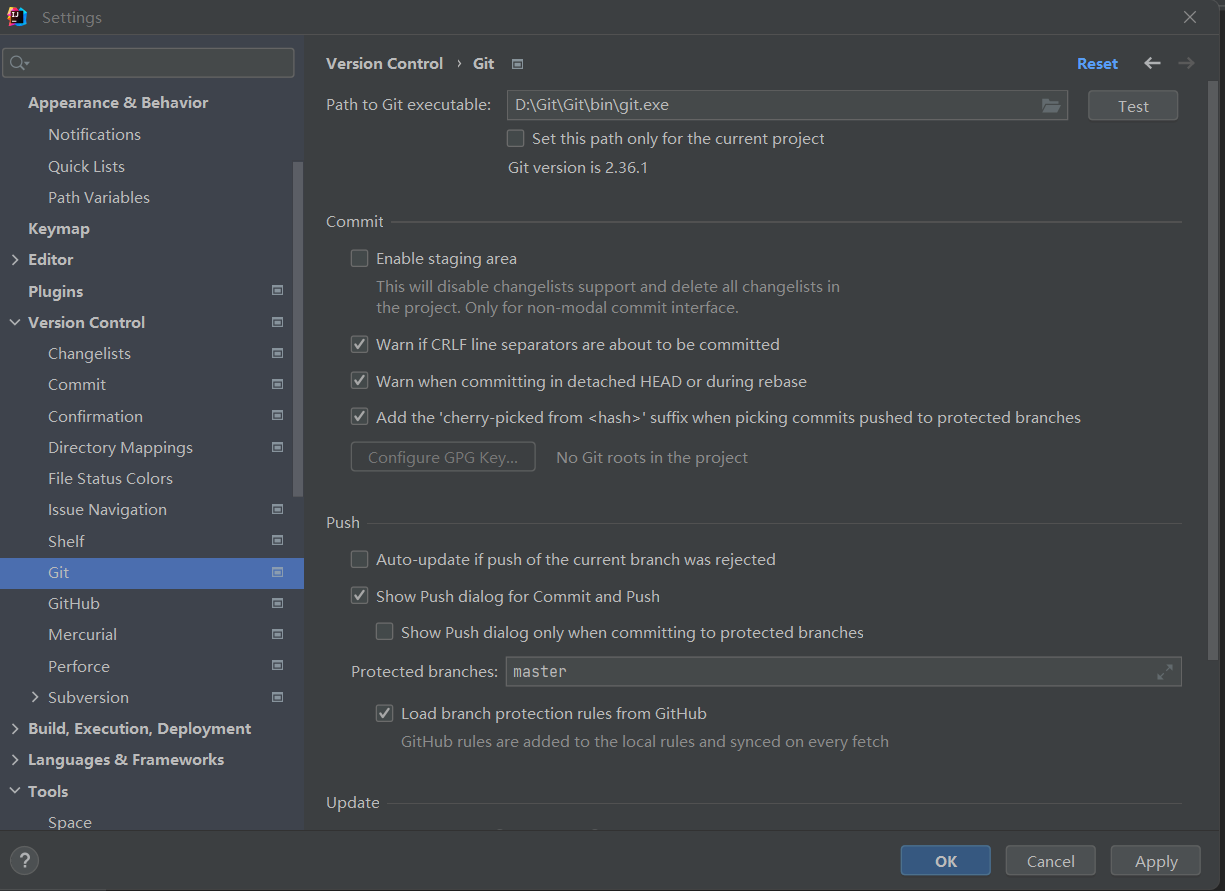 Settings
Appearance & Behavior
Notifications
Quick Lists
Path Variables
Keymap
Editor
Plugins
Version Control
Changelists
Commit
Confirmation
Directory Mappings
File Status Colors
Issue Navigation
Shelf
Git
GitHub
Mercurial
Perforce
Subversion
Build, Execution, Deployment
Languages & Frameworks
Tools
Space
Version Control › Git
Reset
Path to Git executable: D:\Git\Git\bin\git.exe Test
Set this path only for the current project
Git version is 2.36.1
Commit
Enable staging area
This will disable changelists support and delete all changelists in
the project. Only for non-modal commit interface.
Warn if CRLF line separators are about to be committed
Warn when committing in detached HEAD or during rebase
Add the 'cherry-picked from <hash>' suffix when picking commits pushed to protected branches
Configure GPG Key... No Git roots in the project
Push
Auto-update if push of the current branch was rejected
Show Push dialog for Commit and Push
Show Push dialog only when committing to protected branches
Protected branches: master
Load branch protection rules from GitHub
GitHub rules are added to the local rules and synced on every fetch
Update
? OK Cancel Apply